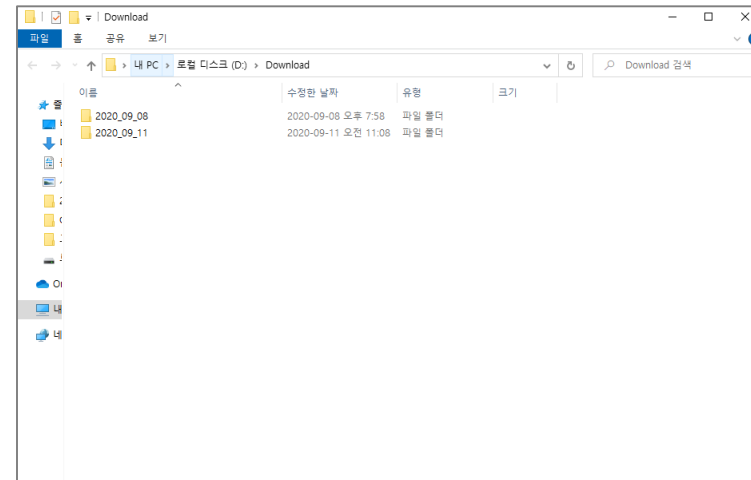 Download
파일 홈 공유 보기
내 PC > 로컬 디스크 (D:) > Download
Download 검색
이름 수정한 날짜 유형 크기
2020_09_08 2020-09-08 오후 7:58 파일 폴더
2020_09_11 2020-09-11 오전 11:08 파일 폴더